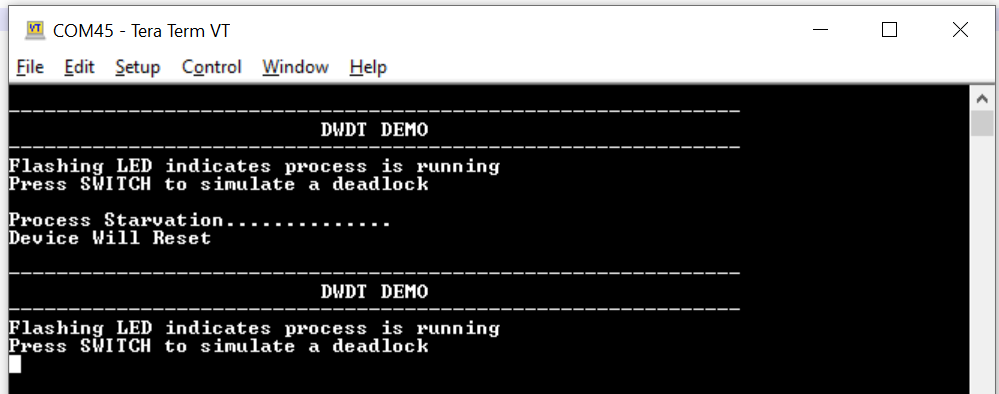 COM45 - Tera Term VT
File Edit Setup Control Window Help
DWDT DEMO
Flashing LED indicates process is running
Press SWITCH to simulate a deadlock
Process Starvation..............
Device Will Reset
DWDT DEMO
Flashing LED indicates process is running
Press SWITCH to simulate a deadlock